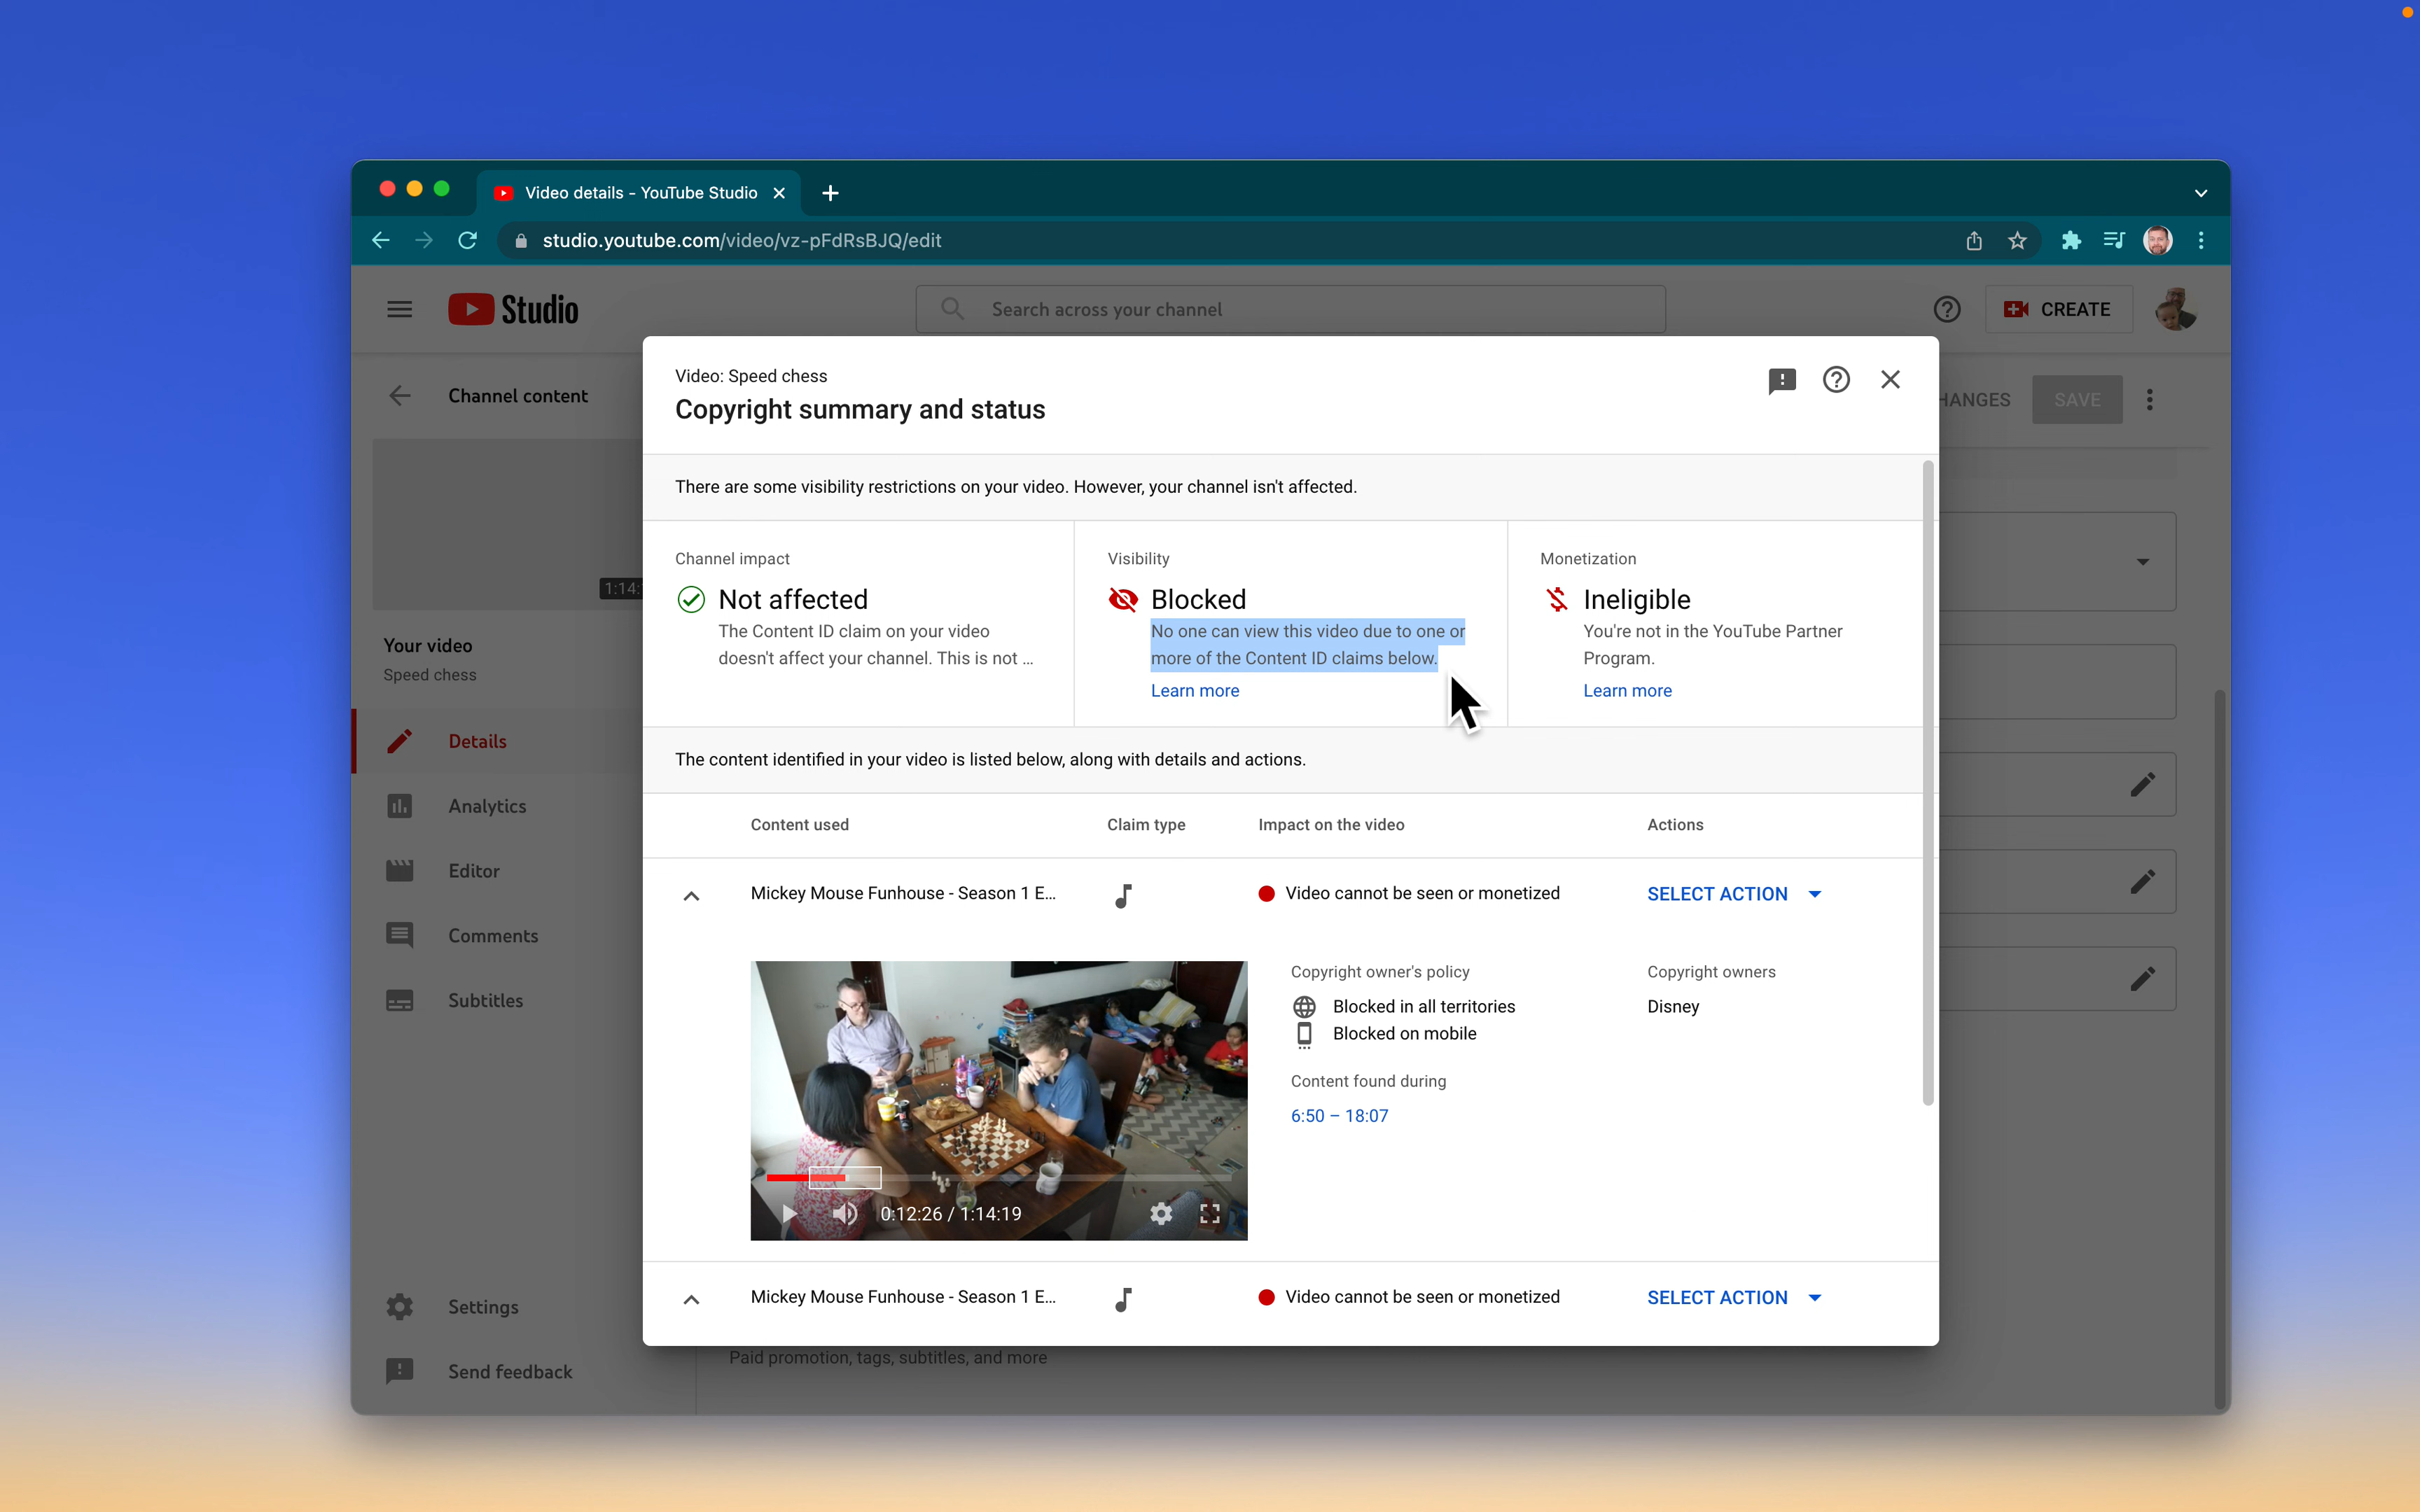 Video details - YouTube Studio
studio.youtube.com/video/vz-pFdRsBJQ/edit
Studio
Search across your channel
CREATE
Channel content
HANGES
SAVE
1:14:
Your video
Speed chess
Details
Analytics
Editor
Comments
Subtitles
Settings
Send feedback
Video: Speed chess
Copyright summary and status
There are some visibility restrictions on your video. However, your channel isn't affected.
Channel impact
Not affected
The Content ID claim on your video
doesn't affect your channel. This is not ...
Visibility
Blocked
No one can view this video due to one or
more of the Content ID claims below.
Learn more
Monetization
Ineligible
You're not in the YouTube Partner
Program.
Learn more
The content identified in your video is listed below, along with details and actions.
Content used
Claim type
Impact on the video
Actions
Mickey Mouse Funhouse - Season 1 E...
Video cannot be seen or monetized
SELECT ACTION
0:12:26 / 1:14:19
Copyright owner's policy
Blocked in all territories
Blocked on mobile
Content found during
6:50 – 18:07
Copyright owners
Disney
Mickey Mouse Funhouse - Season 1 E...
Video cannot be seen or monetized
SELECT ACTION
Paid promotion, tags, subtitles, and more